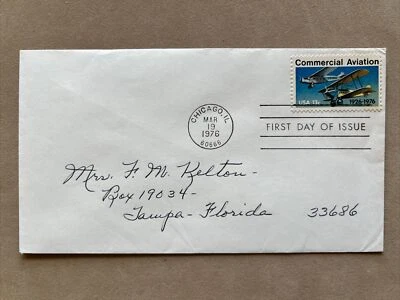 Commercial Aviation
USA 13c 1926-1976
CHICAGO, IL
MAR
19
1976
60666
FIRST DAY OF ISSUE
Mrs. F. M. Kelton-
Box 19034-
Tampa-Florida 33686